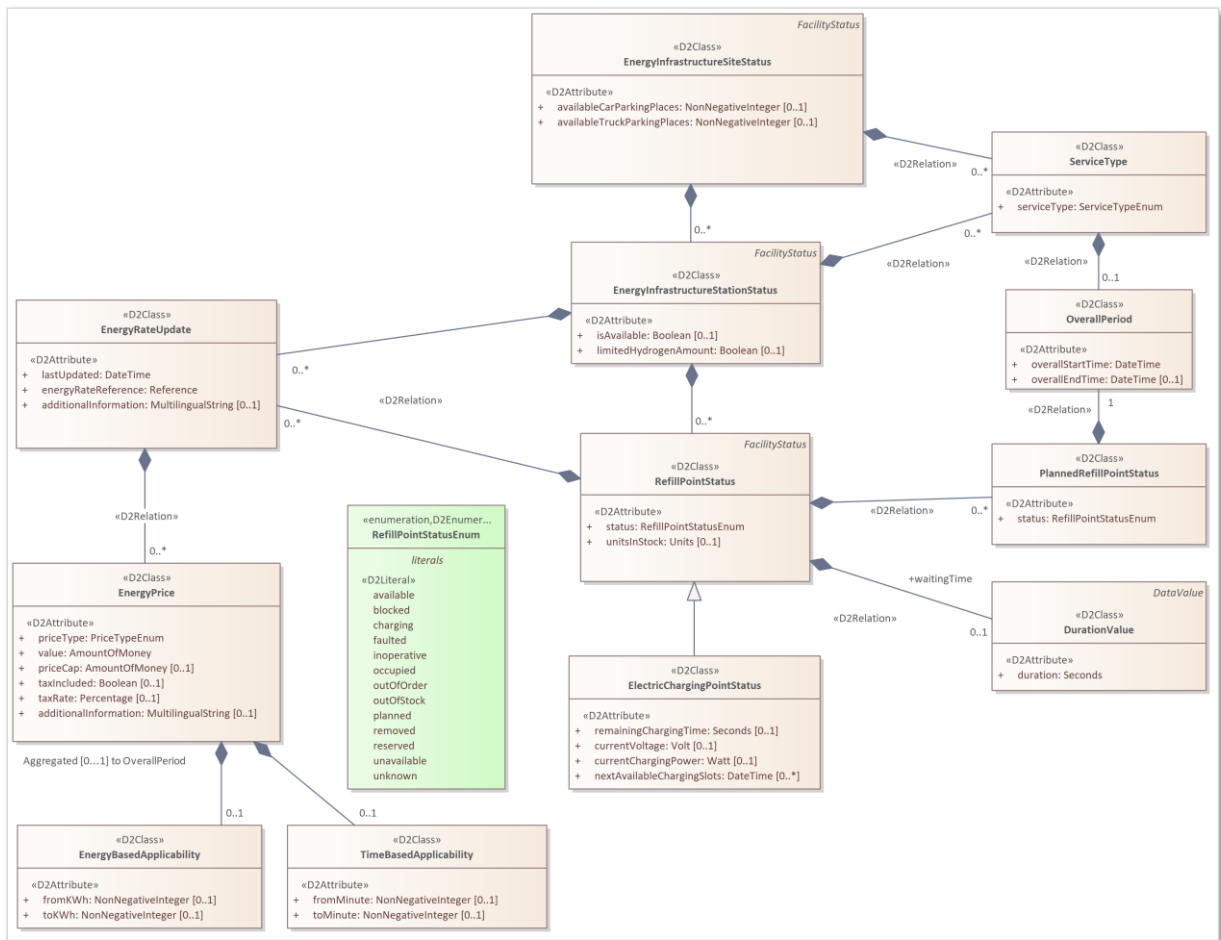 FacilityStatus
«D2Class»
EnergyInfrastructureSiteStatus
«D2Attribute»
+ availableCarParkingPlaces: NonNegativeInteger [0..1]
+ availableTruckParkingPlaces: NonNegativeInteger [0..1]
«D2Relation»
0..*
«D2Class»
ServiceType
«D2Attribute»
+ serviceType: ServiceTypeEnum
0..*
0..*
«D2Relation»
«D2Relation»
0..1
FacilityStatus
«D2Class»
EnergyInfrastructureStationStatus
«D2Attribute»
+ isAvailable: Boolean [0..1]
+ limitedHydrogenAmount: Boolean [0..1]
«D2Class»
OverallPeriod
«D2Attribute»
+ overallStartTime: DateTime
+ overallEndTime: DateTime [0..1]
1
«D2Relation»
«D2Class»
EnergyRateUpdate
«D2Attribute»
+ lastUpdated: DateTime
+ energyRateReference: Reference
+ additionalInformation: MultilingualString [0..1]
0..*
«D2Relation»
0..*
0..*
FacilityStatus
«D2Class»
RefillPointStatus
«D2Attribute»
+ status: RefillPointStatusEnum
+ unitsInStock: Units [0..1]
«D2Relation»
0..*
«D2Class»
PlannedRefillPointStatus
«D2Attribute»
+ status: RefillPointStatusEnum
«D2Relation»
0..*
«enumeration,D2Enumer...
RefillPointStatusEnum
literals
«D2Literal»
available
blocked
charging
faulted
inoperative
occupied
outOfOrder
outOfStock
planned
removed
reserved
unavailable
unknown
+waitingTime
«D2Relation»
0..1
DataValue
«D2Class»
DurationValue
«D2Attribute»
+ duration: Seconds
«D2Class»
EnergyPrice
«D2Attribute»
+ priceType: PriceTypeEnum
+ value: AmountOfMoney
+ priceCap: AmountOfMoney [0..1]
+ taxIncluded: Boolean [0..1]
+ taxRate: Percentage [0..1]
+ additionalInformation: MultilingualString [0..1]
«D2Class»
ElectricChargingPointStatus
«D2Attribute»
+ remainingChargingTime: Seconds [0..1]
+ currentVoltage: Volt [0..1]
+ currentChargingPower: Watt [0..1]
+ nextAvailableChargingSlots: DateTime [0..*]
Aggregated [0...1] to OverallPeriod
0..1
0..1
«D2Class»
EnergyBasedApplicability
«D2Attribute»
+ fromKWh: NonNegativeInteger [0..1]
+ toKWh: NonNegativeInteger [0..1]
«D2Class»
TimeBasedApplicability
«D2Attribute»
+ fromMinute: NonNegativeInteger [0..1]
+ toMinute: NonNegativeInteger [0..1]